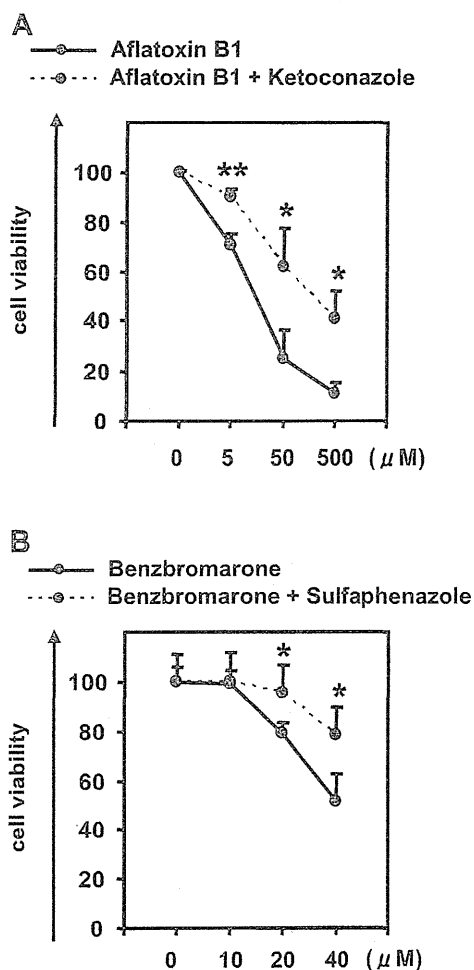 A
Aflatoxin B1
Aflatoxin B1 + Ketoconazole
cell viability
100
80
60
40
20
0
**
*
*
0 5 50 500 (μM)
B
Benzbromarone
Benzbromarone + Sulfaphenazole
cell viability
100
80
60
40
20
0
*
*
0 10 20 40 (μM)